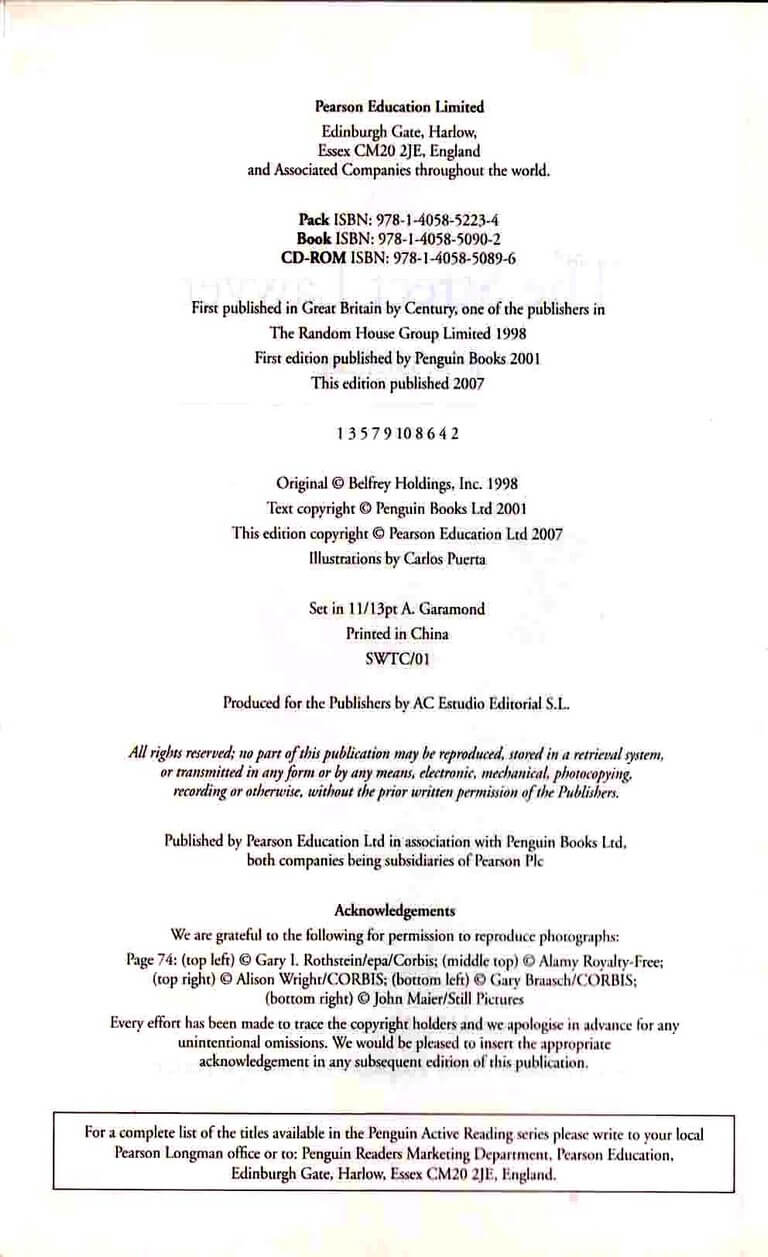 Pearson Education Limited
Edinburgh Gate, Harlow,
Essex CM20 2JE, England
and Associated Companies throughout the world.
Pack ISBN: 978-1-4058-5223-4
Book ISBN: 978-1-4058-5090-2
CD-ROM ISBN: 978-1-4058-5089-6
First published in Great Britain by Century, one of the publishers in
The Random House Group Limited 1998
First edition published by Penguin Books 2001
This edition published 2007
1 3 5 7 9 10 8 6 4 2
Original © Belfrey Holdings, Inc. 1998
Text copyright © Penguin Books Ltd 2001
This edition copyright © Pearson Education Ltd 2007
Illustrations by Carlos Puerta
Set in 11/13pt A. Garamond
Printed in China
SWTC/01
Produced for the Publishers by AC Estudio Editorial S.L.
All rights reserved; no part of this publication may be reproduced, stored in a retrieval system,
or transmitted in any form or by any means, electronic, mechanical, photocopying,
recording or otherwise, without the prior written permission of the Publishers.
Published by Pearson Education Ltd in association with Penguin Books Ltd,
both companies being subsidiaries of Pearson Plc
Acknowledgements
We are grateful to the following for permission to reproduce photographs:
Page 74: (top left) © Gary I. Rothstein/epa/Corbis; (middle top) © Alamy Royalty-Free;
(top right) © Alison Wright/CORBIS; (bottom left) © Gary Braasch/CORBIS;
(bottom right) © John Maier/Still Pictures
Every effort has been made to trace the copyright holders and we apologise in advance for any
unintentional omissions. We would be pleased to insert the appropriate
acknowledgement in any subsequent edition of this publication.
For a complete list of the titles available in the Penguin Active Reading series please write to your local
Pearson Longman office or to: Penguin Readers Marketing Department, Pearson Education,
Edinburgh Gate, Harlow, Essex CM20 2JE, England.